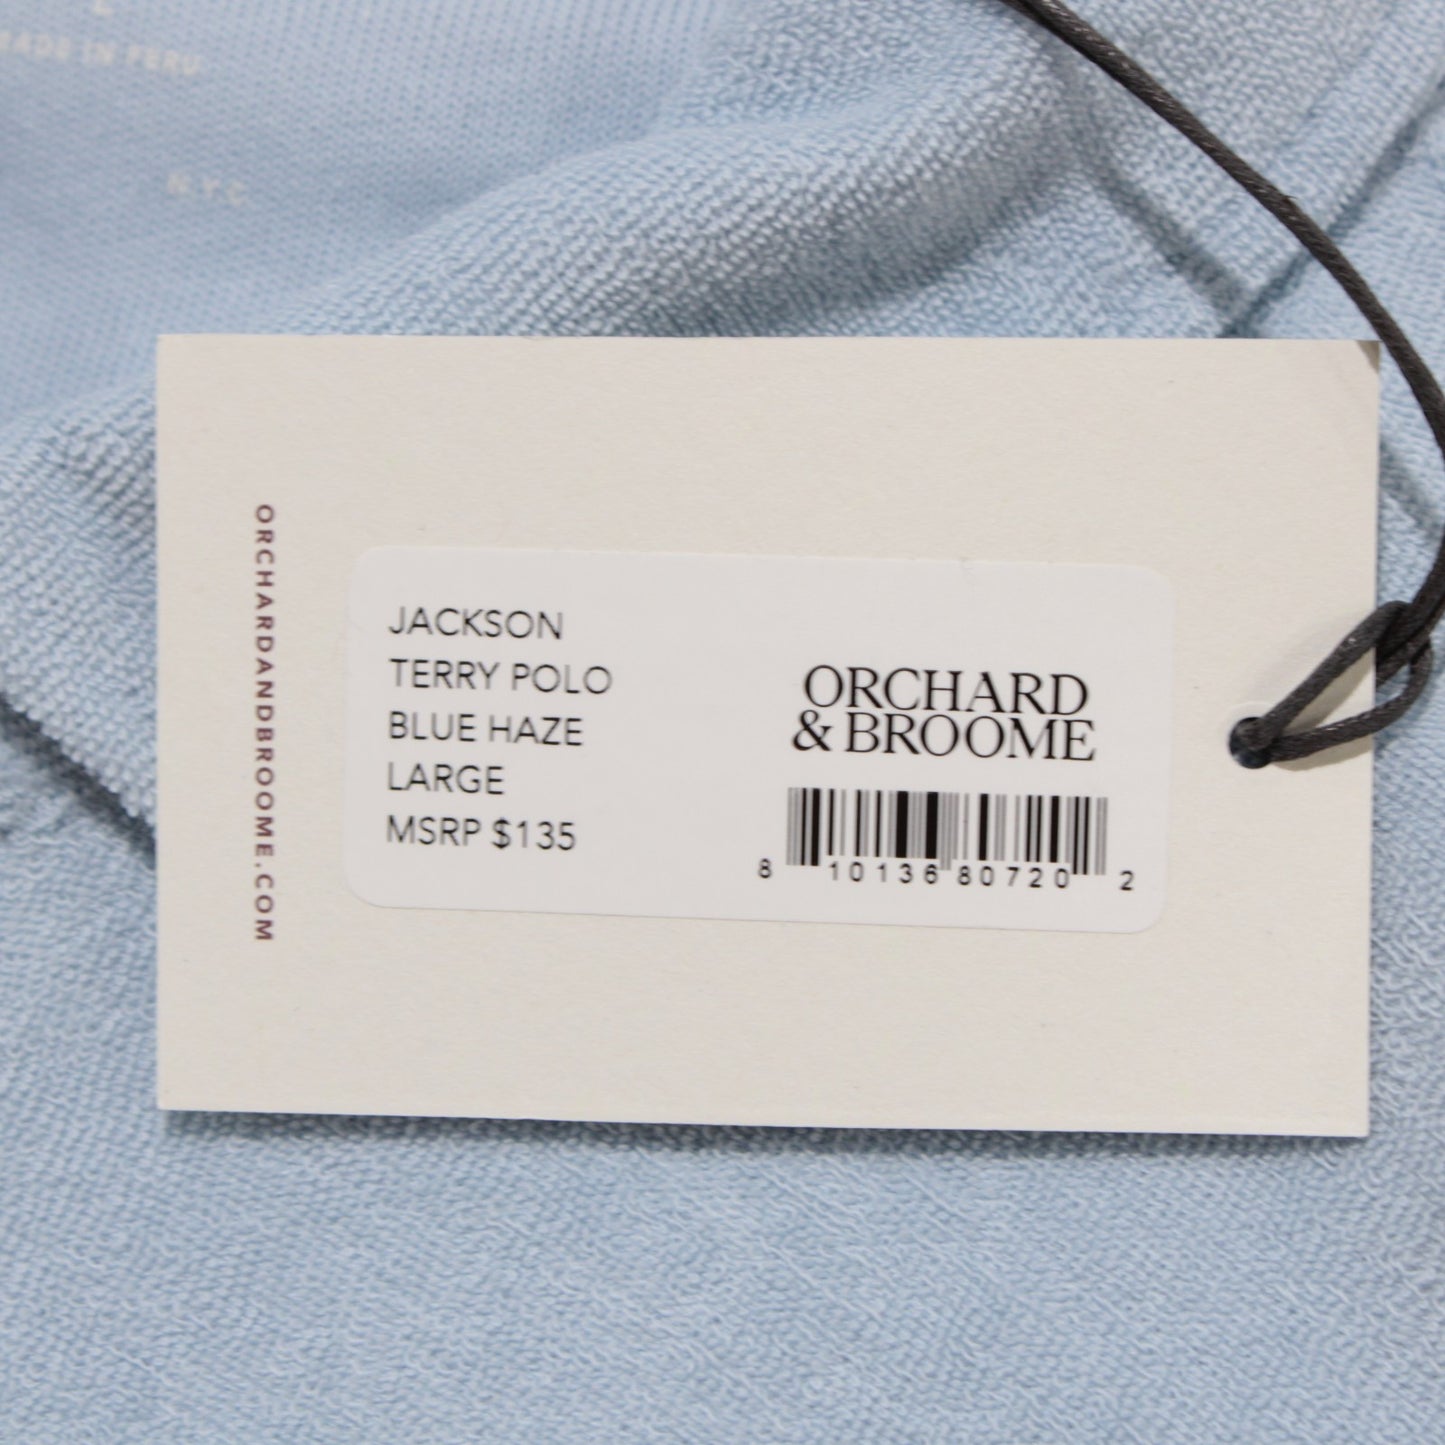 L
MADE IN PERU
N.Y.C
ORCHARDANDBROOME.COM
JACKSON
TERRY POLO
BLUE HAZE
LARGE
MSRP $135
ORCHARD
& BROOME
8 10136 80720 2